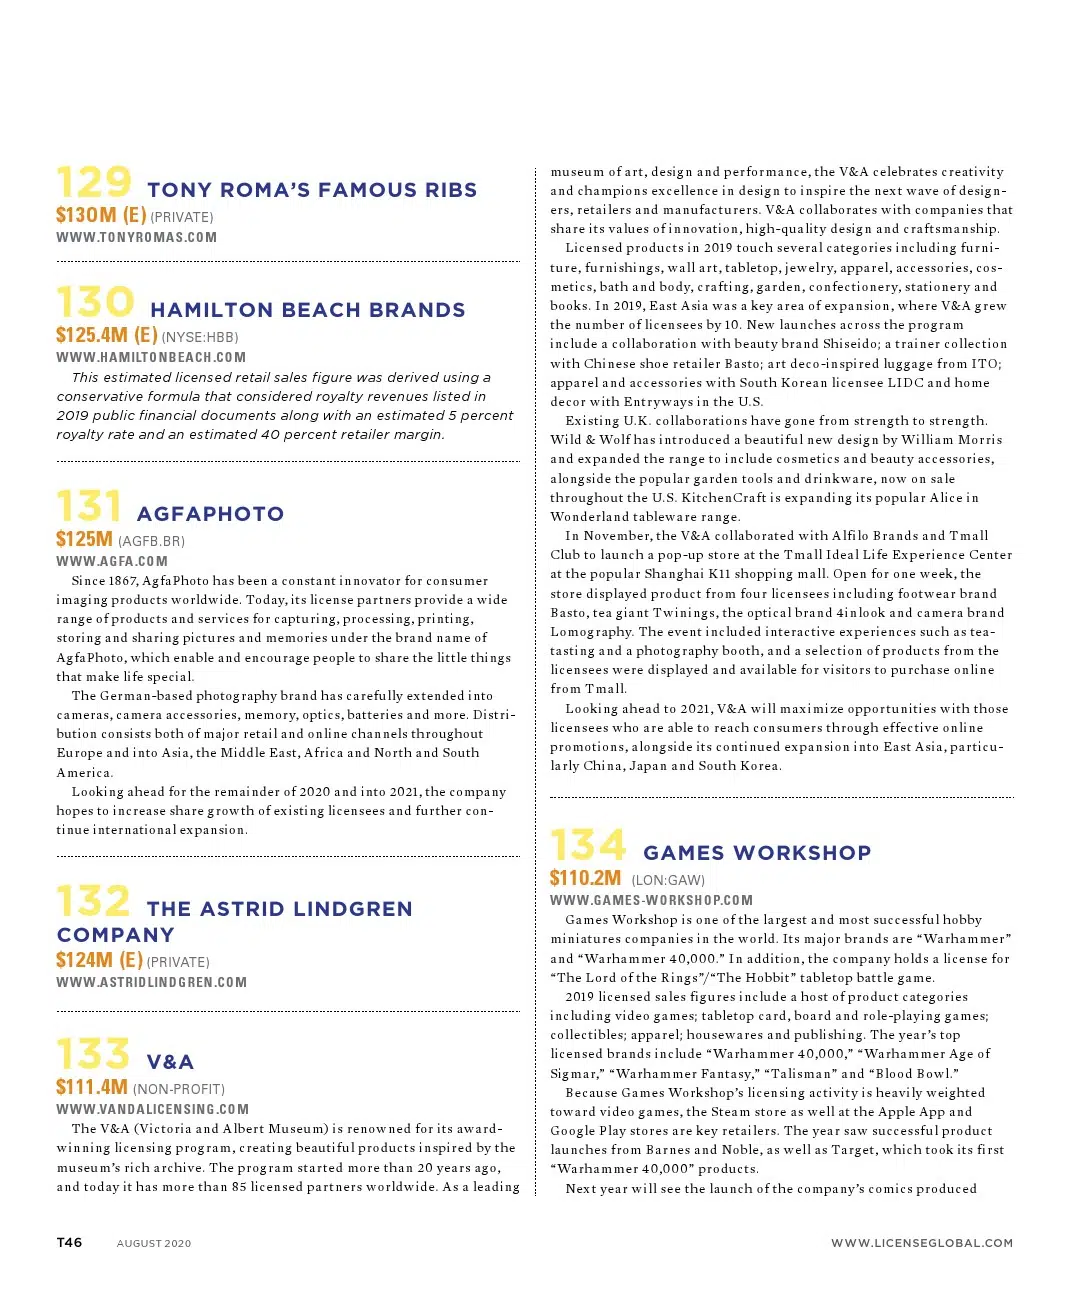 129 TONY ROMA’S FAMOUS RIBS
$130M (E) (PRIVATE)
WWW.TONYROMAS.COM
130 HAMILTON BEACH BRANDS
$125.4M (E) (NYSE:HBB)
WWW.HAMILTONBEACH.COM
This estimated licensed retail sales figure was derived using a
conservative formula that considered royalty revenues listed in
2019 public financial documents along with an estimated 5 percent
royalty rate and an estimated 40 percent retailer margin.
131 AGFAPHOTO
$125M (AGFB.BR)
WWW.AGFA.COM
Since 1867, AgfaPhoto has been a constant innovator for consumer
imaging products worldwide. Today, its license partners provide a wide
range of products and services for capturing, processing, printing,
storing and sharing pictures and memories under the brand name of
AgfaPhoto, which enable and encourage people to share the little things
that make life special.
The German-based photography brand has carefully extended into
cameras, camera accessories, memory, optics, batteries and more. Distri-
bution consists both of major retail and online channels throughout
Europe and into Asia, the Middle East, Africa and North and South
America.
Looking ahead for the remainder of 2020 and into 2021, the company
hopes to increase share growth of existing licensees and further con-
tinue international expansion.
132 THE ASTRID LINDGREN
COMPANY
$124M (E) (PRIVATE)
WWW.ASTRIDLINDGREN.COM
133 V&A
$111.4M (NON-PROFIT)
WWW.VANDALICENSING.COM
The V&A (Victoria and Albert Museum) is renowned for its award-
winning licensing program, creating beautiful products inspired by the
museum’s rich archive. The program started more than 20 years ago,
and today it has more than 85 licensed partners worldwide. As a leading
museum of art, design and performance, the V&A celebrates creativity
and champions excellence in design to inspire the next wave of design-
ers, retailers and manufacturers. V&A collaborates with companies that
share its values of innovation, high-quality design and craftsmanship.
Licensed products in 2019 touch several categories including furni-
ture, furnishings, wall art, tabletop, jewelry, apparel, accessories, cos-
metics, bath and body, crafting, garden, confectionery, stationery and
books. In 2019, East Asia was a key area of expansion, where V&A grew
the number of licensees by 10. New launches across the program
include a collaboration with beauty brand Shiseido; a trainer collection
with Chinese shoe retailer Basto; art deco-inspired luggage from ITO;
apparel and accessories with South Korean licensee LIDC and home
decor with Entryways in the U.S.
Existing U.K. collaborations have gone from strength to strength.
Wild & Wolf has introduced a beautiful new design by William Morris
and expanded the range to include cosmetics and beauty accessories,
alongside the popular garden tools and drinkware, now on sale
throughout the U.S. KitchenCraft is expanding its popular Alice in
Wonderland tableware range.
In November, the V&A collaborated with Alfilo Brands and Tmall
Club to launch a pop-up store at the Tmall Ideal Life Experience Center
at the popular Shanghai K11 shopping mall. Open for one week, the
store displayed product from four licensees including footwear brand
Basto, tea giant Twinings, the optical brand 4inlook and camera brand
Lomography. The event included interactive experiences such as tea-
tasting and a photography booth, and a selection of products from the
licensees were displayed and available for visitors to purchase online
from Tmall.
Looking ahead to 2021, V&A will maximize opportunities with those
licensees who are able to reach consumers through effective online
promotions, alongside its continued expansion into East Asia, particu-
larly China, Japan and South Korea.
134 GAMES WORKSHOP
$110.2M (LON:GAW)
WWW.GAMES-WORKSHOP.COM
Games Workshop is one of the largest and most successful hobby
miniatures companies in the world. Its major brands are “Warhammer”
and “Warhammer 40,000.” In addition, the company holds a license for
“The Lord of the Rings”/“The Hobbit” tabletop battle game.
2019 licensed sales figures include a host of product categories
including video games; tabletop card, board and role-playing games;
collectibles; apparel; housewares and publishing. The year’s top
licensed brands include “Warhammer 40,000,” “Warhammer Age of
Sigmar,” “Warhammer Fantasy,” “Talisman” and “Blood Bowl.”
Because Games Workshop’s licensing activity is heavily weighted
toward video games, the Steam store as well at the Apple App and
Google Play stores are key retailers. The year saw successful product
launches from Barnes and Noble, as well as Target, which took its first
“Warhammer 40,000” products.
Next year will see the launch of the company’s comics produced
T46 AUGUST 2020
WWW.LICENSEGLOBAL.COM